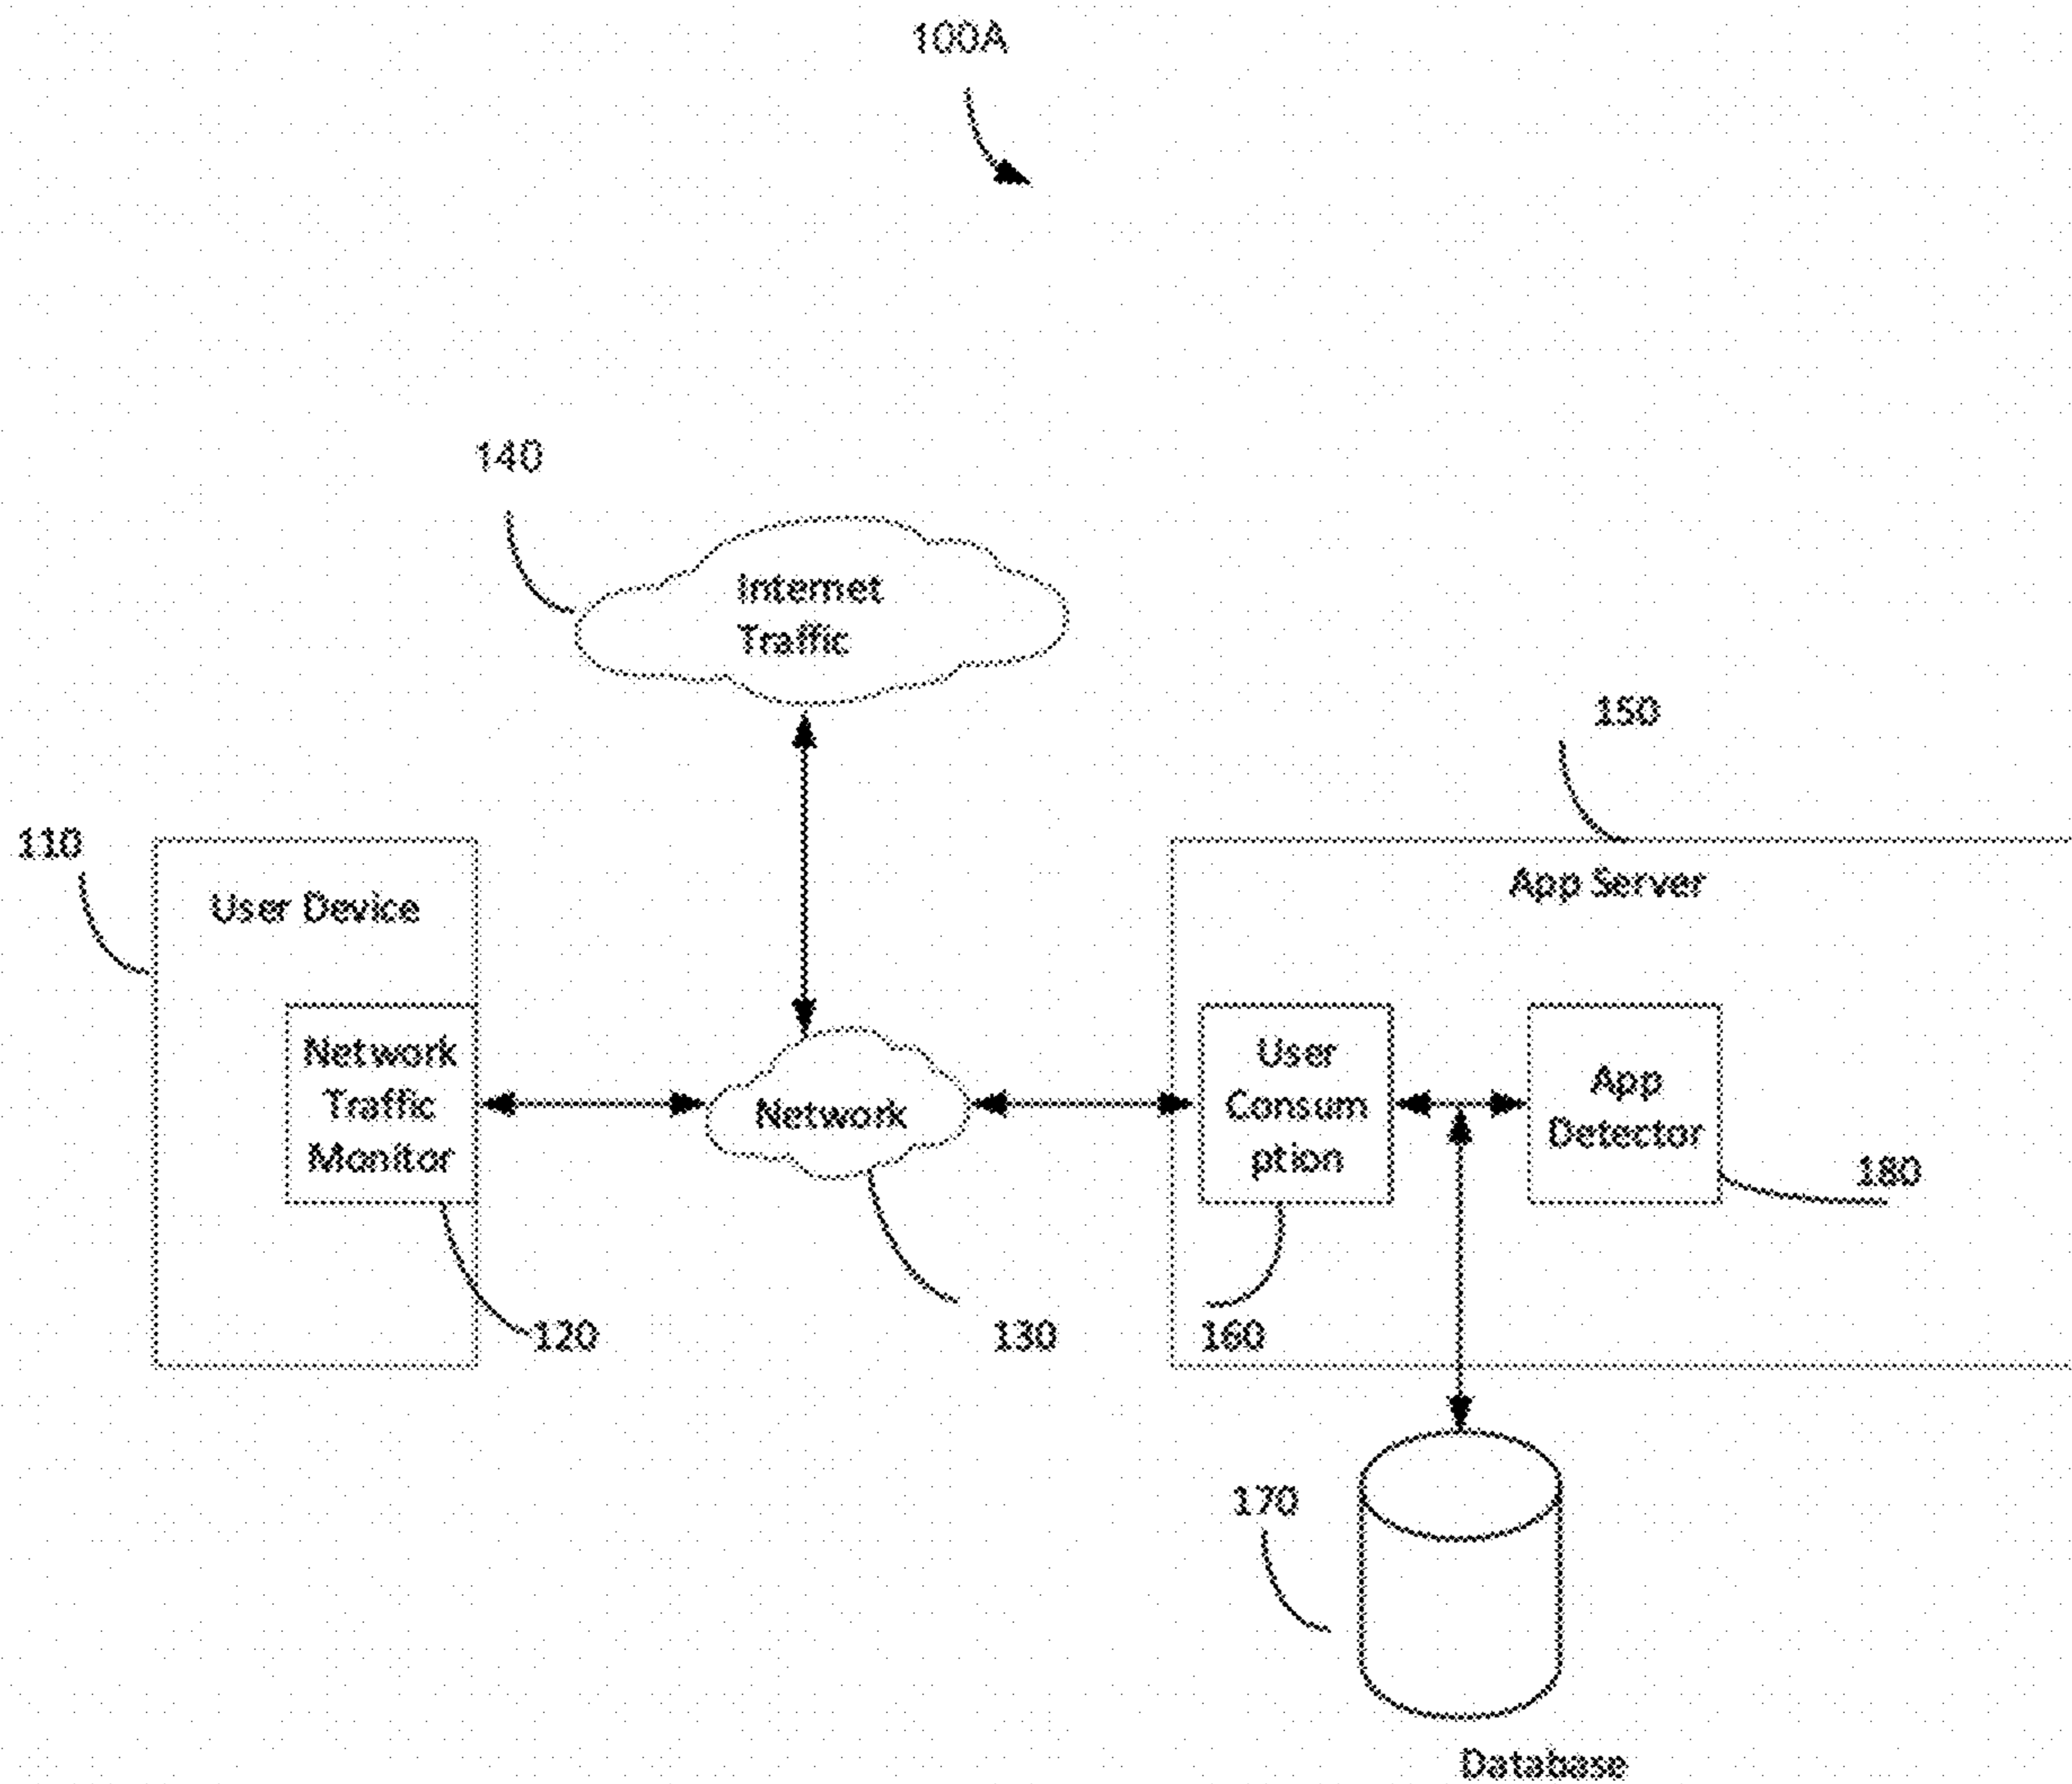 100A
140
Internet
Traffic
150
110
User Device
App Server
Network
Traffic
Monitor
Network
User
Consum
ption
App
Detector
180
120
130
160
170
Database